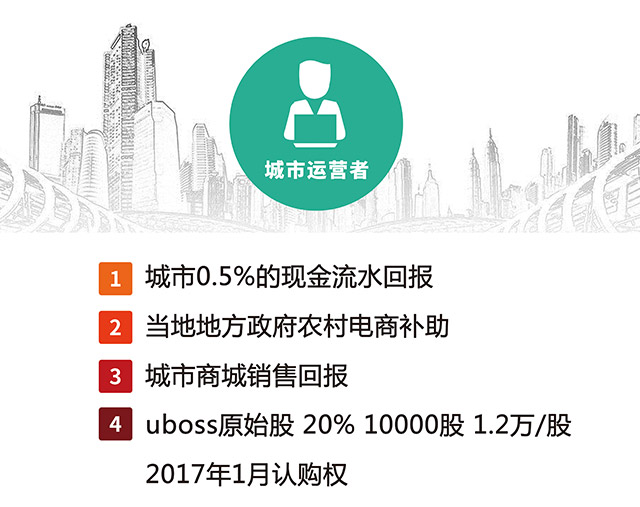 城市运营者
1 城市0.5%的现金流水回报
2 当地地方政府农村电商补助
3 城市商城销售回报
4 uboss原始股 20% 10000股 1.2万/股
2017年1月认购权